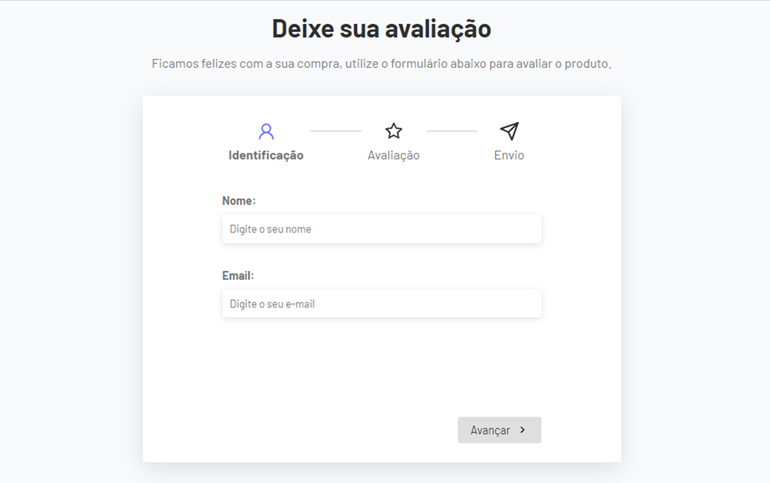 Deixe sua avaliação
Ficamos felizes com a sua compra, utilize o formulário abaixo para avaliar o produto.
Identificação
Avaliação
Envio
Nome:
Digite o seu nome
Email:
Digite o seu e-mail
Avançar